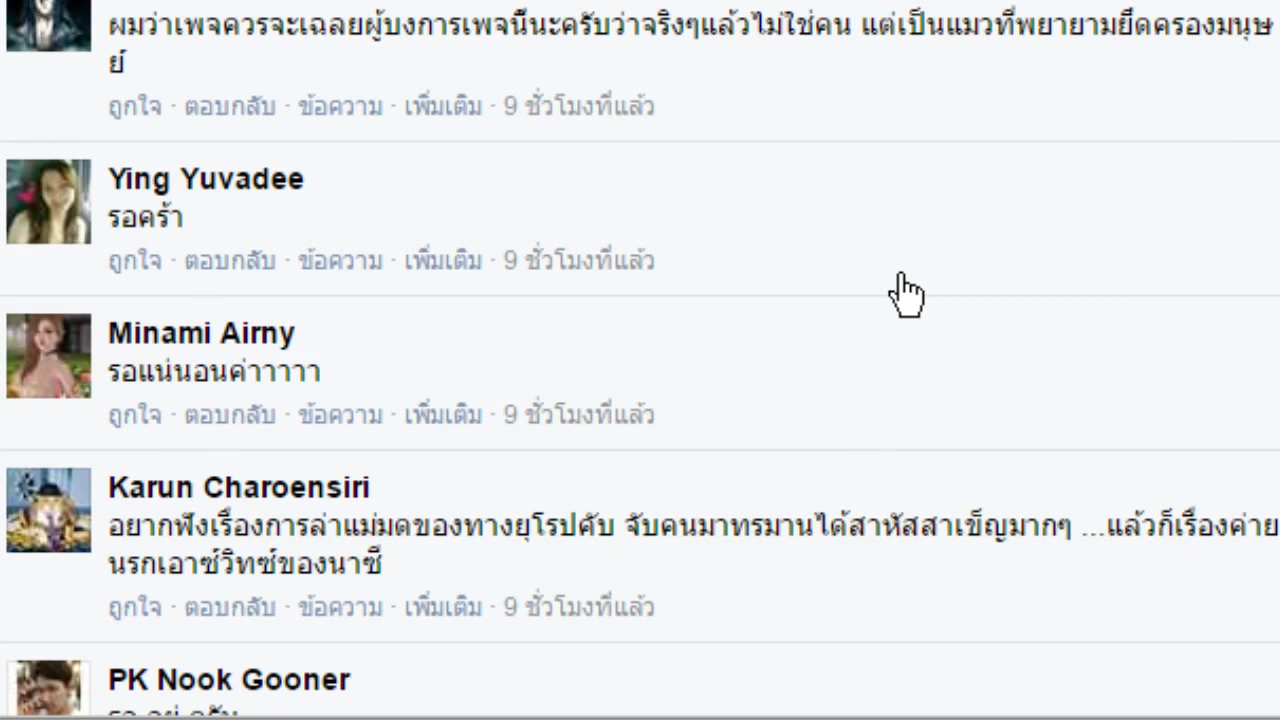 ผมว่าเพจควรจะเฉลยผู้บงการเพจนี้นะครับว่าจริงๆแล้วไม่ใช่คน แต่เป็นแมวที่พยายามยึดครองมนุษ
ย์
ถูกใจ · ตอบกลับ · ข้อความ · เพิ่มเติม · 9 ชั่วโมงที่แล้ว
Ying Yuvadee
รอคร้า
ถูกใจ · ตอบกลับ · ข้อความ · เพิ่มเติม · 9 ชั่วโมงที่แล้ว
Minami Airny
รอแน่นอนค่าาาาา
ถูกใจ · ตอบกลับ · ข้อความ · เพิ่มเติม · 9 ชั่วโมงที่แล้ว
Karun Charoensiri
อยากฟังเรื่องการล่าแม่มดของทางยุโรปคับ จับคนมาทรมานได้สาหัสสาเข็ญมากๆ ...แล้วก็เรื่องค่าย
นรกเอาช์วิทซ์ของนาซี
ถูกใจ · ตอบกลับ · ข้อความ · เพิ่มเติม · 9 ชั่วโมงที่แล้ว
PK Nook Gooner